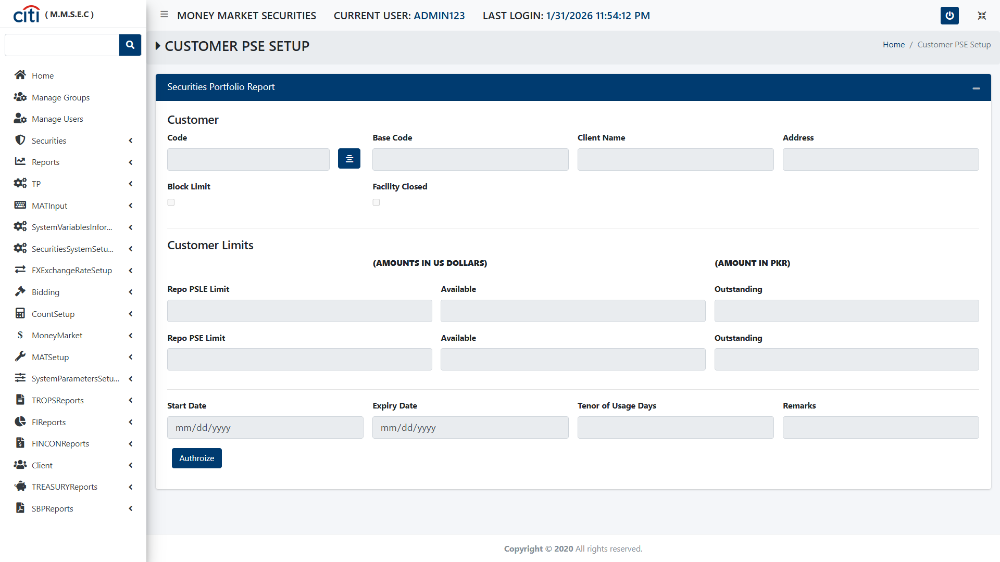 citi ( M.M.S.E.C )
MONEY MARKET SECURITIES CURRENT USER: ADMIN123 LAST LOGIN: 1/31/2026 11:54:12 PM
CUSTOMER PSE SETUP
Home / Customer PSE Setup
Home
Manage Groups
Manage Users
Securities
Reports
TP
MATInput
SystemVariablesInfor...
SecuritiesSystemSetu...
FXExchangeRateSetup
Bidding
CountSetup
MoneyMarket
MATSetup
SystemParametersSetu...
TROPSReports
FIReports
FINCONReports
Client
TREASURYReports
SBPReports
Securities Portfolio Report
Customer
Code Base Code Client Name Address
Block Limit Facility Closed
Customer Limits
(AMOUNTS IN US DOLLARS) (AMOUNT IN PKR)
Repo PSLE Limit Available Outstanding
Repo PSE Limit Available Outstanding
Start Date Expiry Date Tenor of Usage Days Remarks
mm/dd/yyyy mm/dd/yyyy
Authroize
Copyright © 2020 All rights reserved.